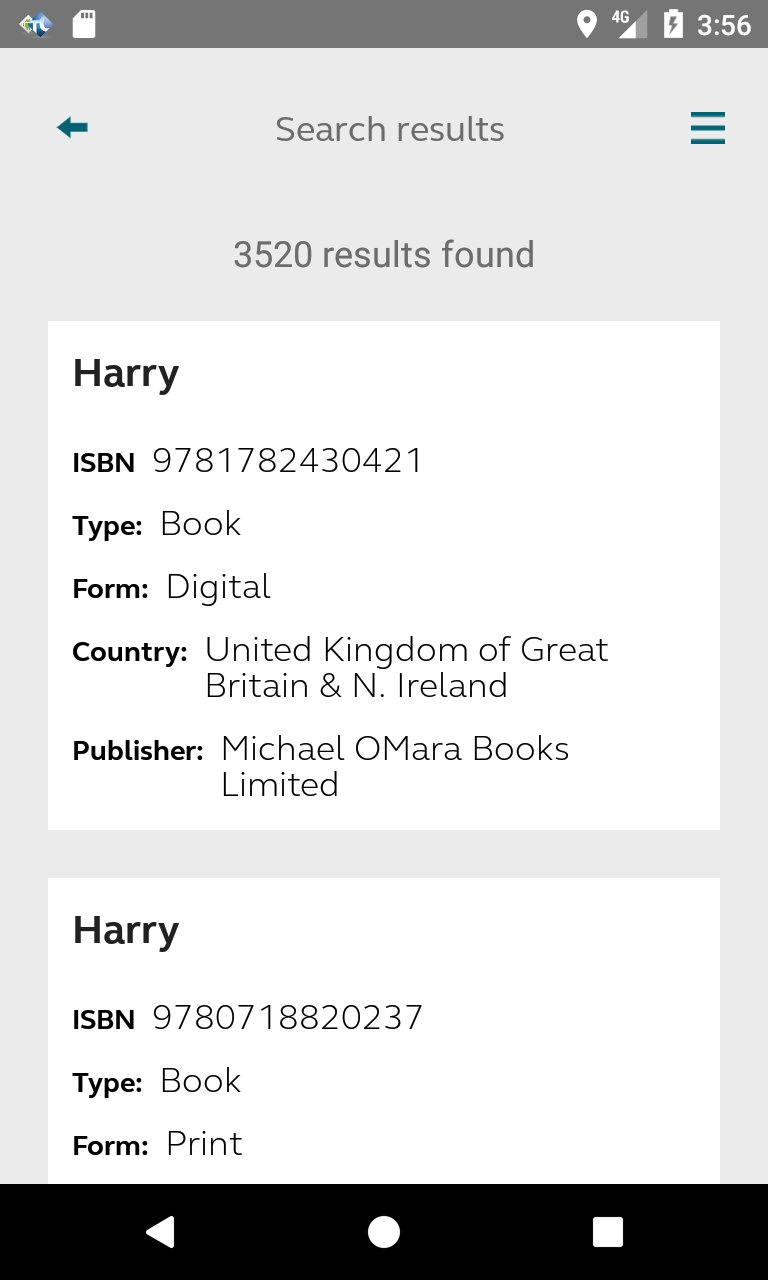 4G 3:56
Search results
3520 results found
Harry
ISBN 9781782430421
Type: Book
Form: Digital
Country: United Kingdom of Great
Britain & N. Ireland
Publisher: Michael OMara Books
Limited
Harry
ISBN 9780718820237
Type: Book
Form: Print